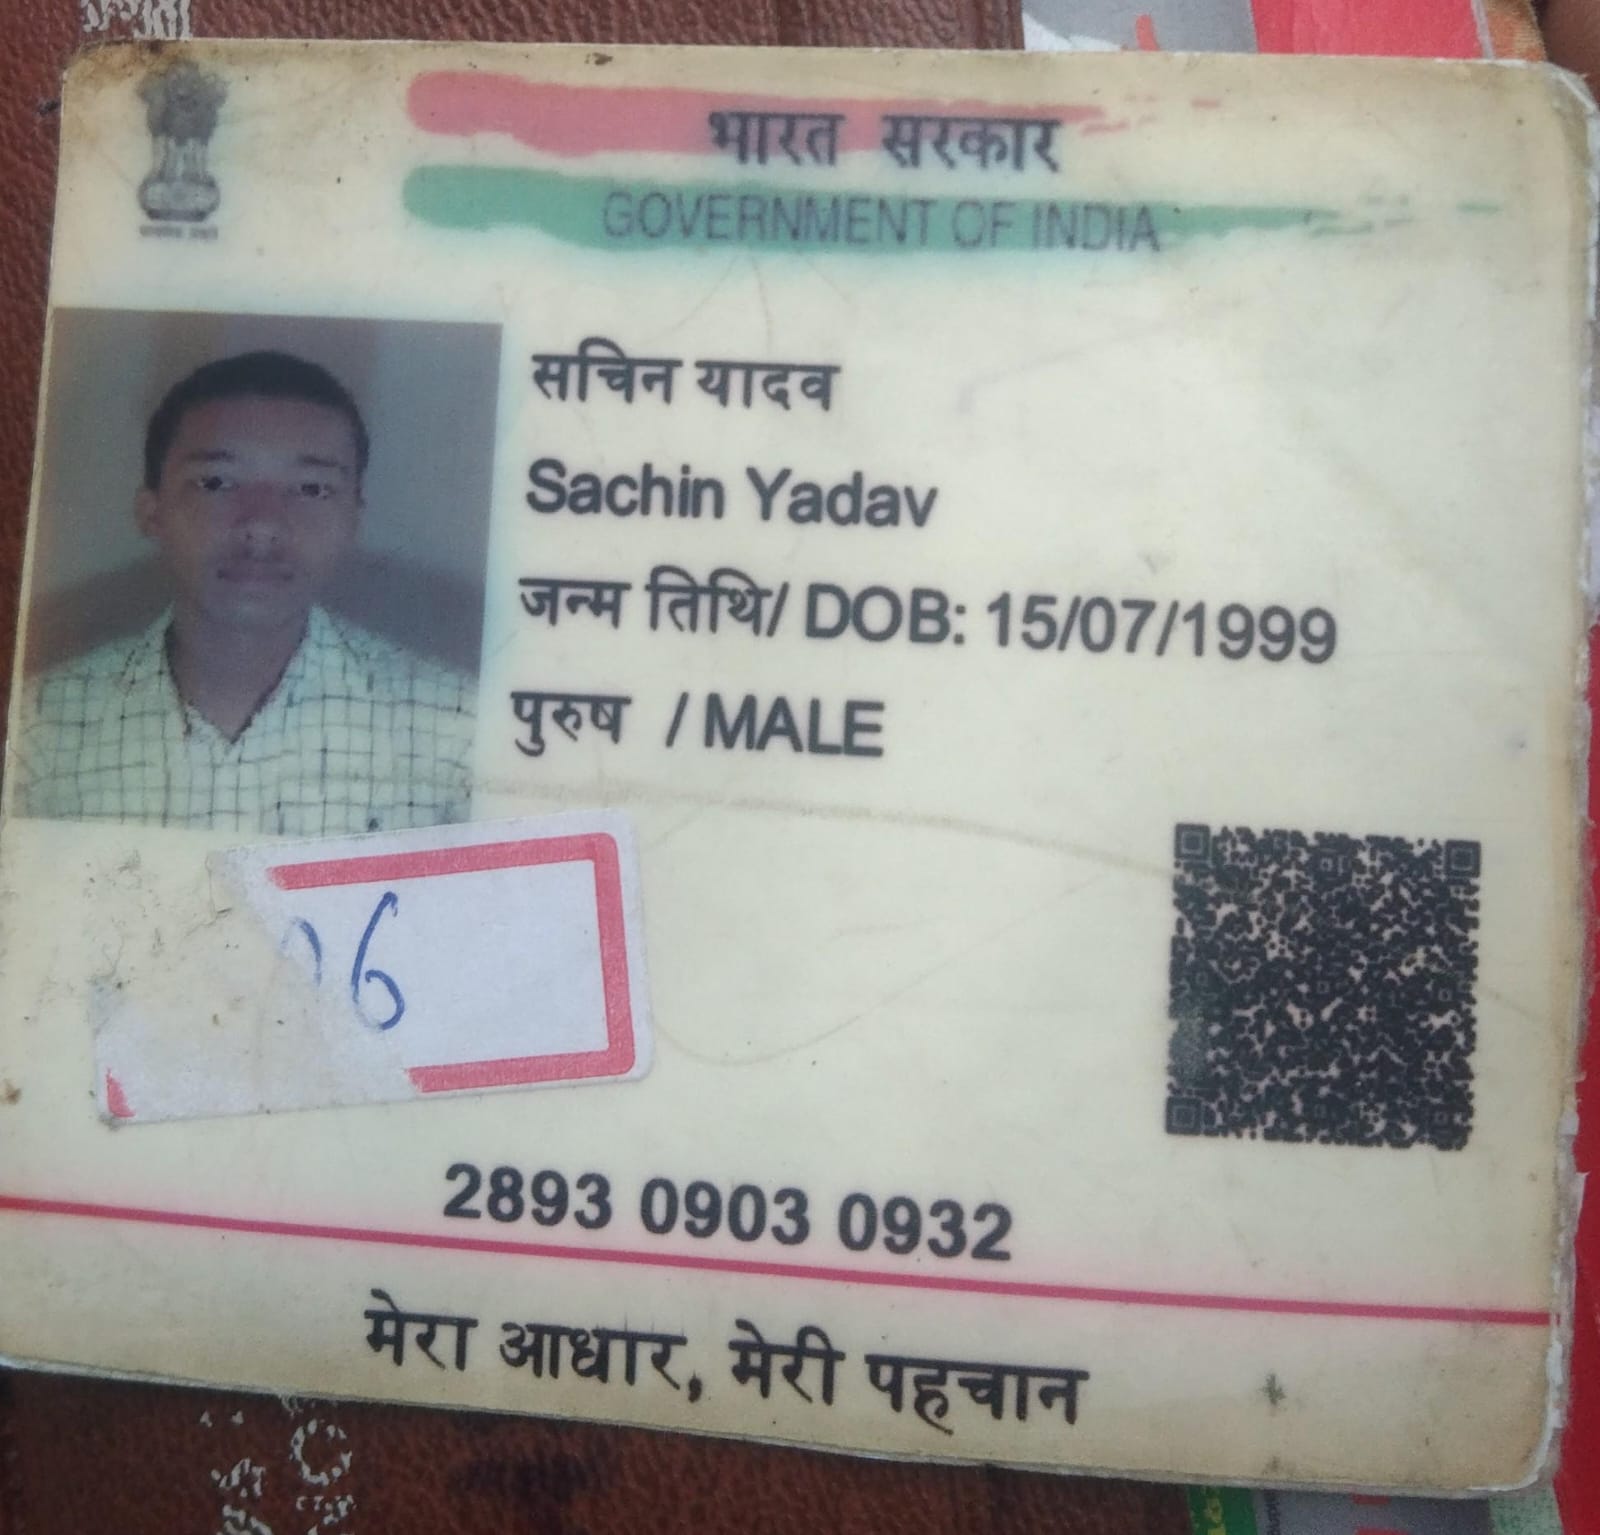 भारत सरकार
GOVERNMENT OF INDIA
सचिन यादव
Sachin Yadav
जन्म तिथि/ DOB: 15/07/1999
पुरुष / MALE
6
2893 0903 0932
मेरा आधार, मेरी पहचान